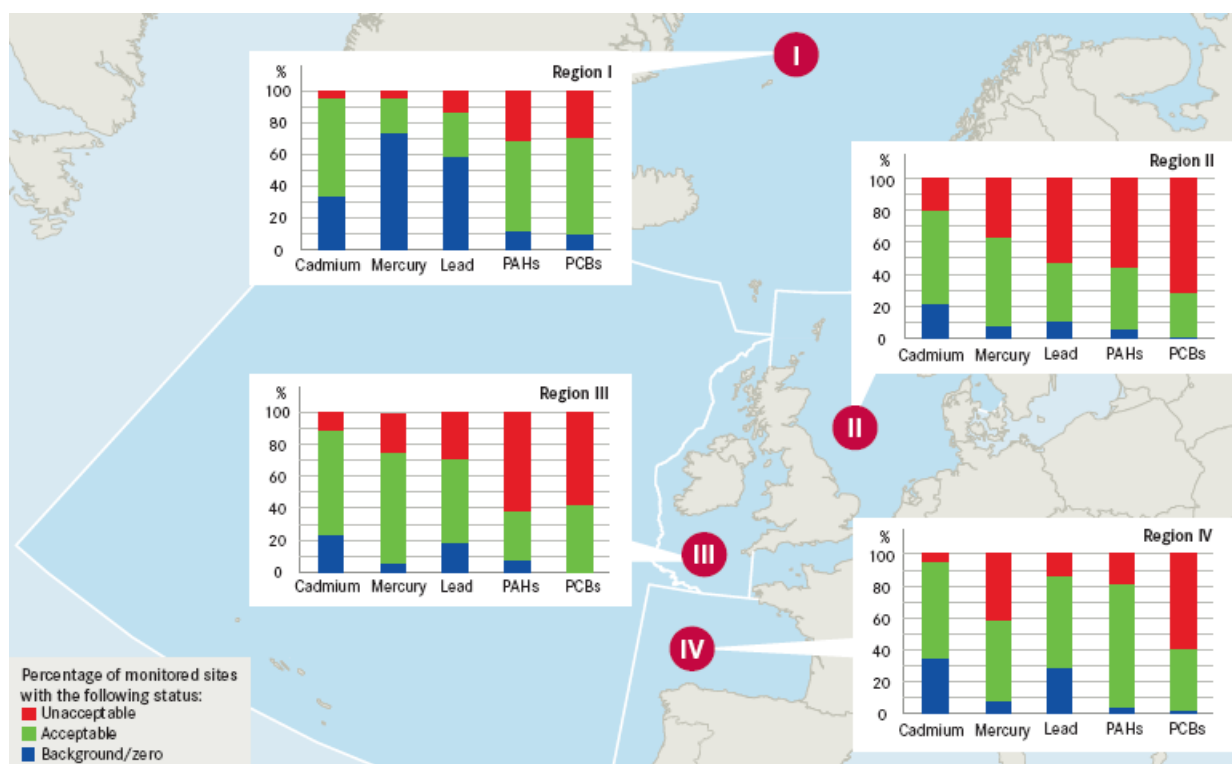 I
% Region I
100
80
60
40
20
0
Cadmium Mercury Lead PAHs PCBs
% Region II
100
80
60
40
20
0
Cadmium Mercury Lead PAHs PCBs
II
% Region III
100
80
60
40
20
0
Cadmium Mercury Lead PAHs PCBs
III
% Region IV
100
80
60
40
20
0
Cadmium Mercury Lead PAHs PCBs
IV
Percentage of monitored sites
with the following status:
Unacceptable
Acceptable
Background/zero